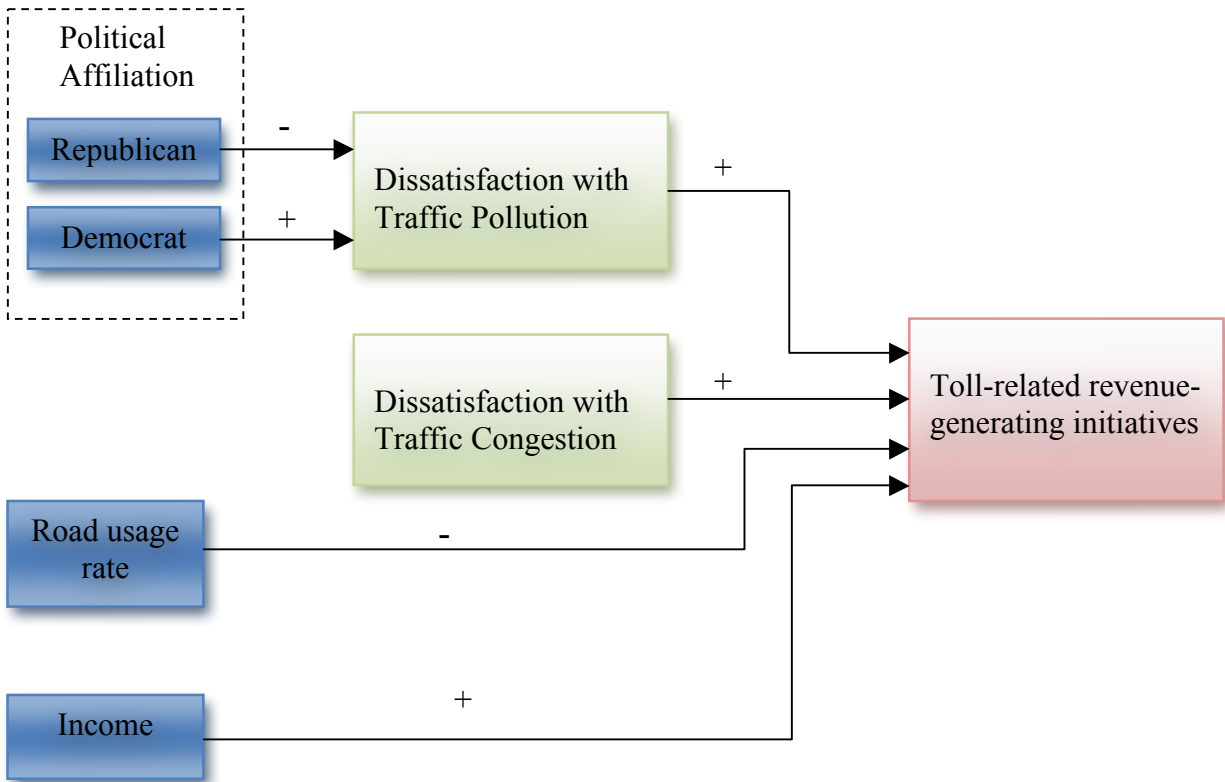 Political
Affiliation
Republican
-
Democrat
+
Dissatisfaction with
Traffic Pollution
+
Dissatisfaction with
Traffic Congestion
+
Toll-related revenue-
generating initiatives
Road usage
rate
-
Income
+